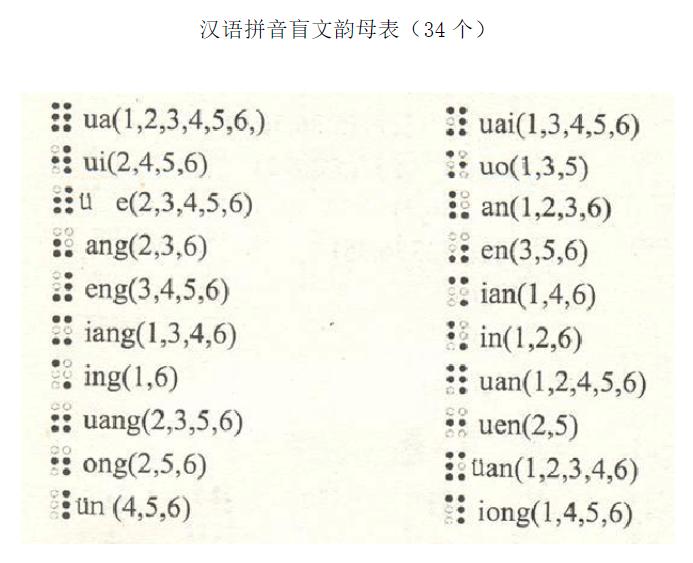 汉语拼音盲文韵母表（34 个）
ua(1,2,3,4,5,6,) uai(1,3,4,5,6)
ui(2,4,5,6) uo(1,3,5)
ü e(2,3,4,5,6) an(1,2,3,6)
ang(2,3,6) en(3,5,6)
eng(3,4,5,6) ian(1,4,6)
iang(1,3,4,6) in(1,2,6)
ing(1,6) uan(1,2,4,5,6)
uang(2,3,5,6) uen(2,5)
ong(2,5,6) üan(1,2,3,4,6)
ün (4,5,6) iong(1,4,5,6)